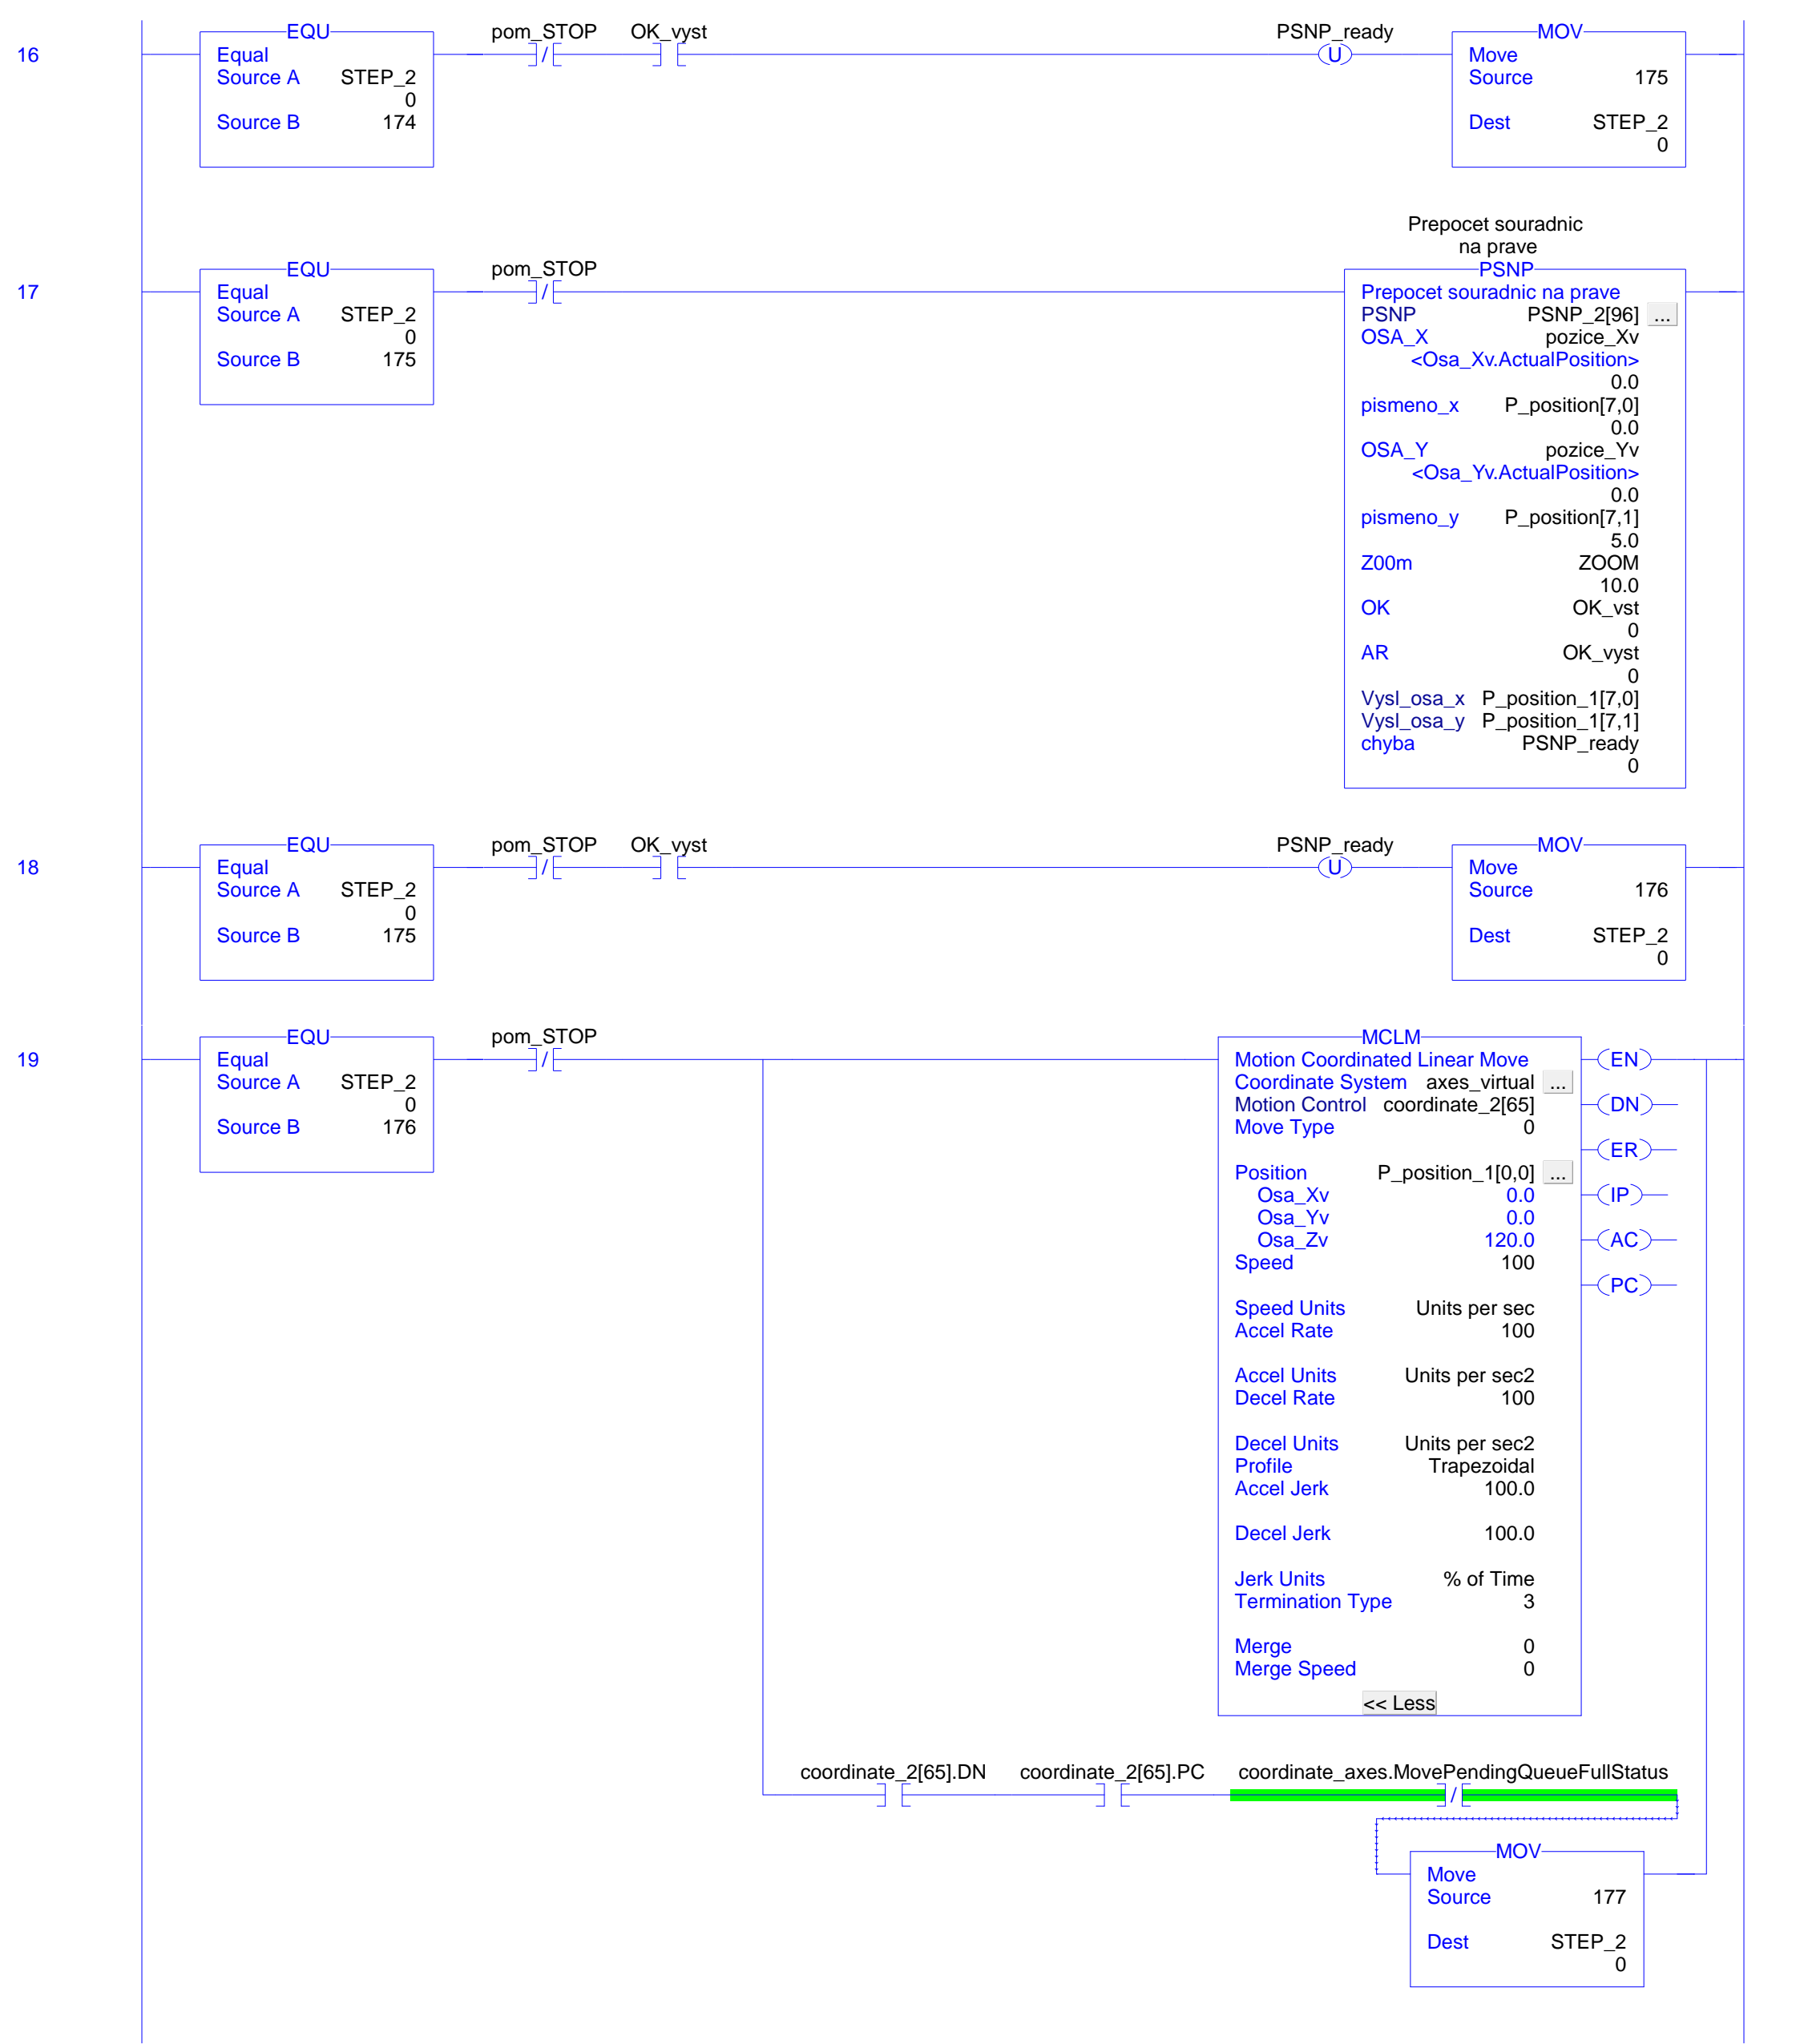 16
EQU
Equal
Source A STEP_2
0
Source B 174
pom_STOP
/
OK_vyst
PSNP_ready
U
MOV
Move
Source 175
Dest STEP_2
0
Prepocet souradnic
na prave
17
EQU
Equal
Source A STEP_2
0
Source B 175
pom_STOP
/
PSNP
Prepocet souradnic na prave
PSNP PSNP_2[96] ...
OSA_X pozice_Xv
<Osa_Xv.ActualPosition>
0.0
pismeno_x P_position[7,0]
0.0
OSA_Y pozice_Yv
<Osa_Yv.ActualPosition>
0.0
pismeno_y P_position[7,1]
5.0
Z00m ZOOM
10.0
OK OK_vst
0
AR OK_vyst
0
Vysl_osa_x P_position_1[7,0]
Vysl_osa_y P_position_1[7,1]
chyba PSNP_ready
0
18
EQU
Equal
Source A STEP_2
0
Source B 175
pom_STOP
/
OK_vyst
PSNP_ready
U
MOV
Move
Source 176
Dest STEP_2
0
19
EQU
Equal
Source A STEP_2
0
Source B 176
pom_STOP
/
MCLM
Motion Coordinated Linear Move
Coordinate System axes_virtual ...
Motion Control coordinate_2[65]
Move Type 0
Position P_position_1[0,0] ...
Osa_Xv 0.0
Osa_Yv 0.0
Osa_Zv 120.0
Speed 100
Speed Units Units per sec
Accel Rate 100
Accel Units Units per sec2
Decel Rate 100
Decel Units Units per sec2
Profile Trapezoidal
Accel Jerk 100.0
Decel Jerk 100.0
Jerk Units % of Time
Termination Type 3
Merge 0
Merge Speed 0
<< Less
EN
DN
ER
IP
AC
PC
coordinate_2[65].DN
coordinate_2[65].PC
coordinate_axes.MovePendingQueueFullStatus
/
MOV
Move
Source 177
Dest STEP_2
0